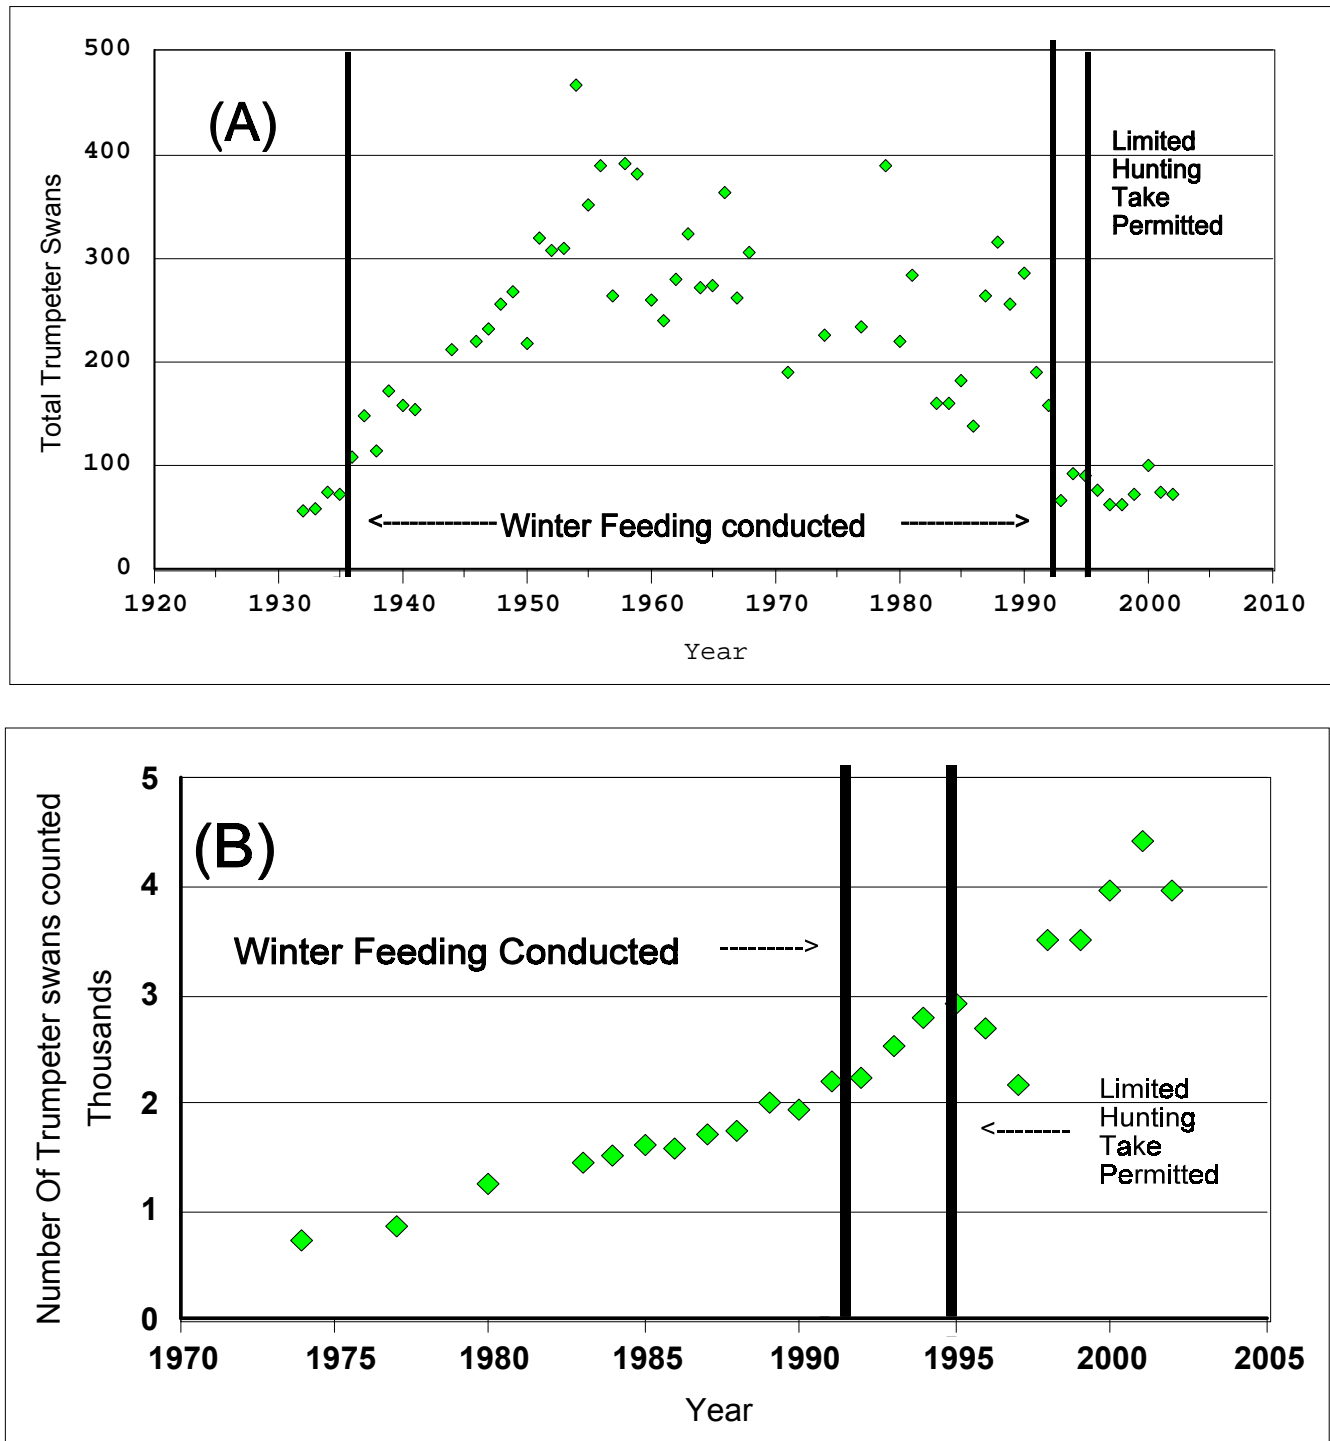 500
(A)
400
Limited
Hunting
Take
Permitted
Total Trumpeter Swans
300
200
100
<-------------Winter Feeding conducted ------------->
0
1920 1930 1940 1950 1960 1970 1980 1990 2000 2010
Year
5
(B)
4
Winter Feeding Conducted --------->
Number Of Trumpeter swans counted
Thousands
3
2
Limited
Hunting
<-------- Take
Permitted
1
0
1970 1975 1980 1985 1990 1995 2000 2005
Year